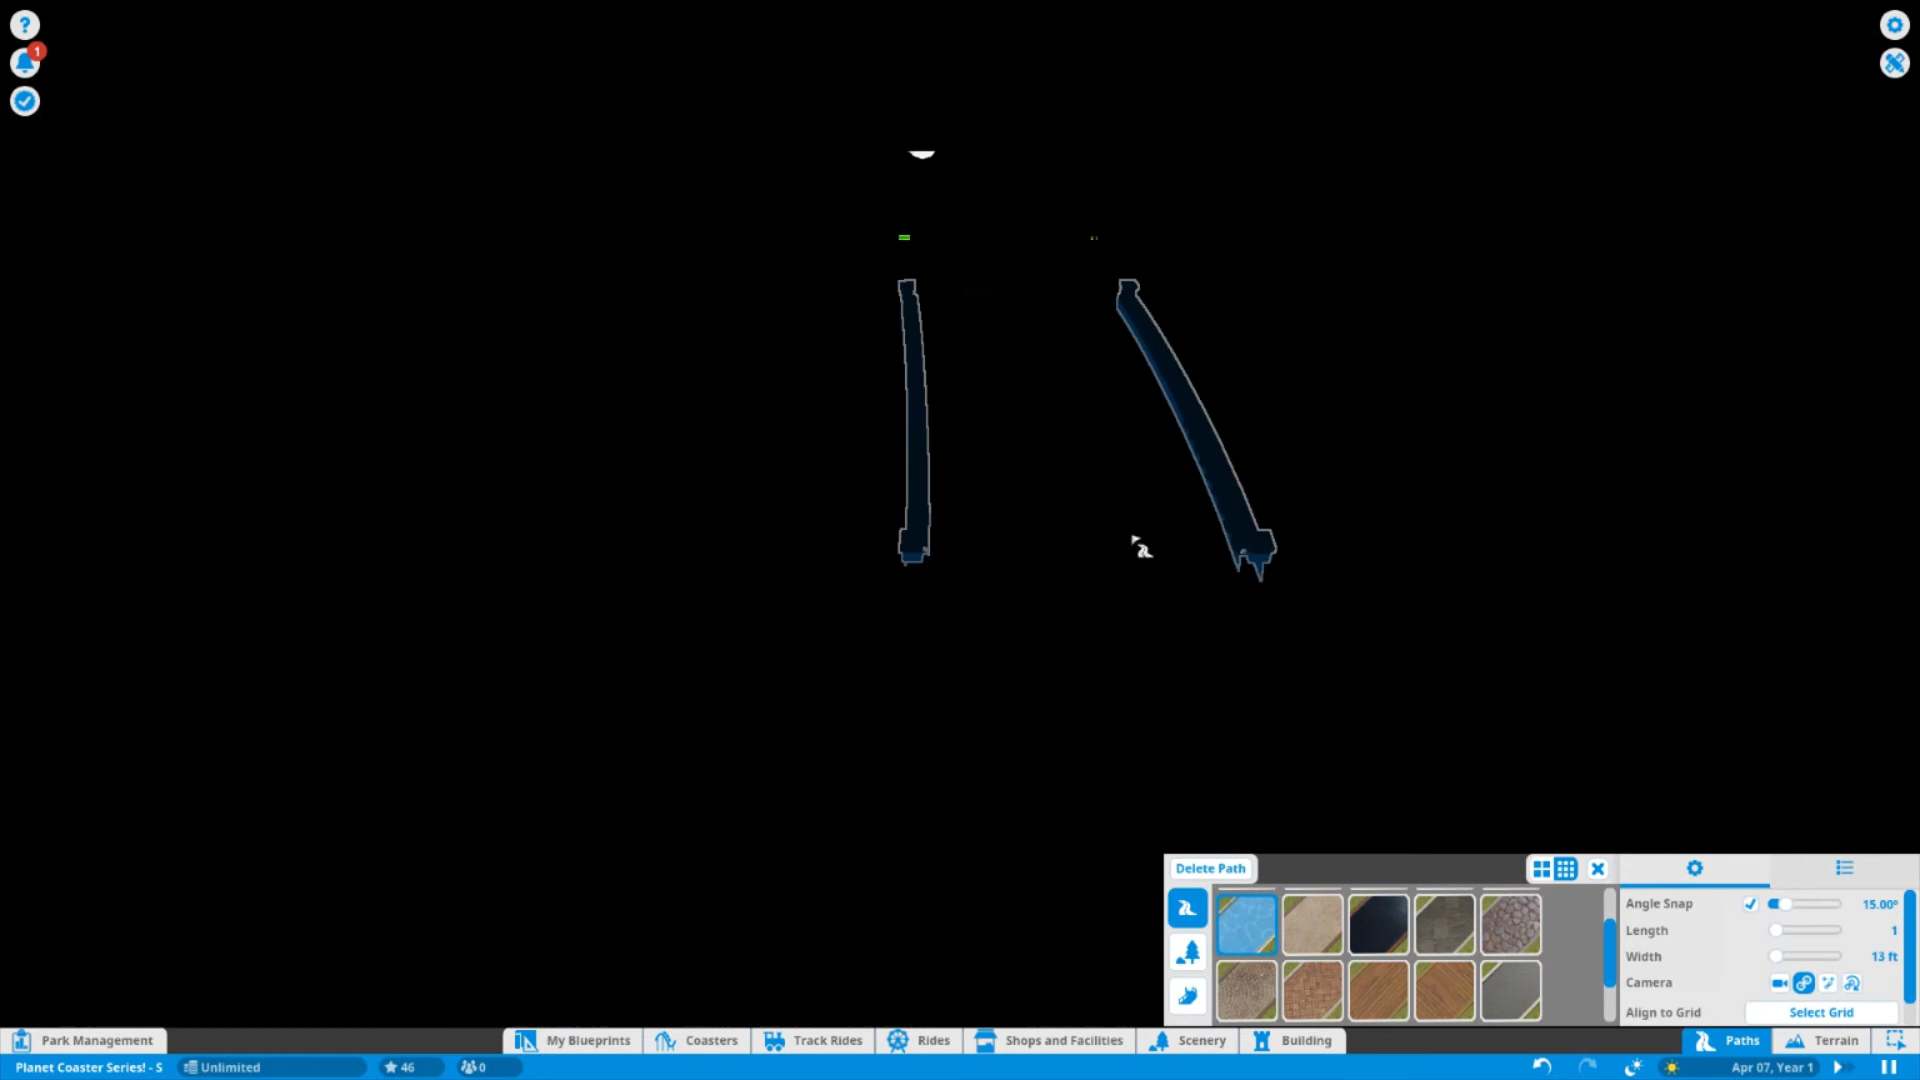 ?
1
Delete Path
Angle Snap 15.00°
Length 1
Width 13 ft
Camera
Align to Grid Select Grid
Park Management My Blueprints Coasters Track Rides Rides Shops and Facilities Scenery Building Paths Terrain
Planet Coaster Series! - S Unlimited 46 0 Apr 07, Year 1